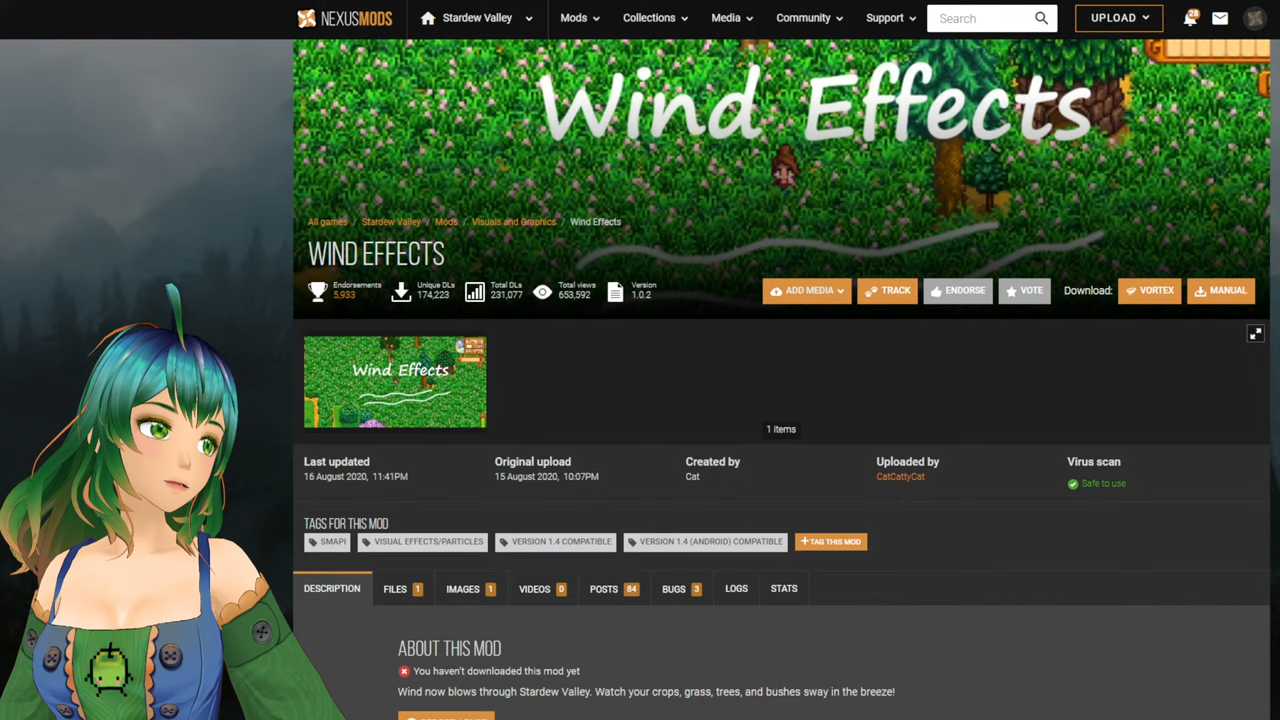 NEXUSMODS Stardew Valley Mods Collections Media Community Support Search UPLOAD 28
Wind Effects
All games / Stardew Valley / Mods / Visuals and Graphics / Wind Effects
WIND EFFECTS
Endorsements 5,933 Unique DLs 174,223 Total DLs 231,077 Total views 653,592 Version 1.0.2
ADD MEDIA TRACK ENDORSE VOTE Download: VORTEX MANUAL
Wind Effects
1 items
Last updated Original upload Created by Uploaded by Virus scan
16 August 2020, 11:41PM 15 August 2020, 10:07PM Cat CatCattyCat Safe to use
TAGS FOR THIS MOD
SMAPI VISUAL EFFECTS/PARTICLES VERSION 1.4 COMPATIBLE VERSION 1.4 (ANDROID) COMPATIBLE +TAG THIS MOD
DESCRIPTION FILES 1 IMAGES 1 VIDEOS 0 POSTS 84 BUGS 3 LOGS STATS
ABOUT THIS MOD
You haven't downloaded this mod yet
Wind now blows through Stardew Valley. Watch your crops, grass, trees, and bushes sway in the breeze!